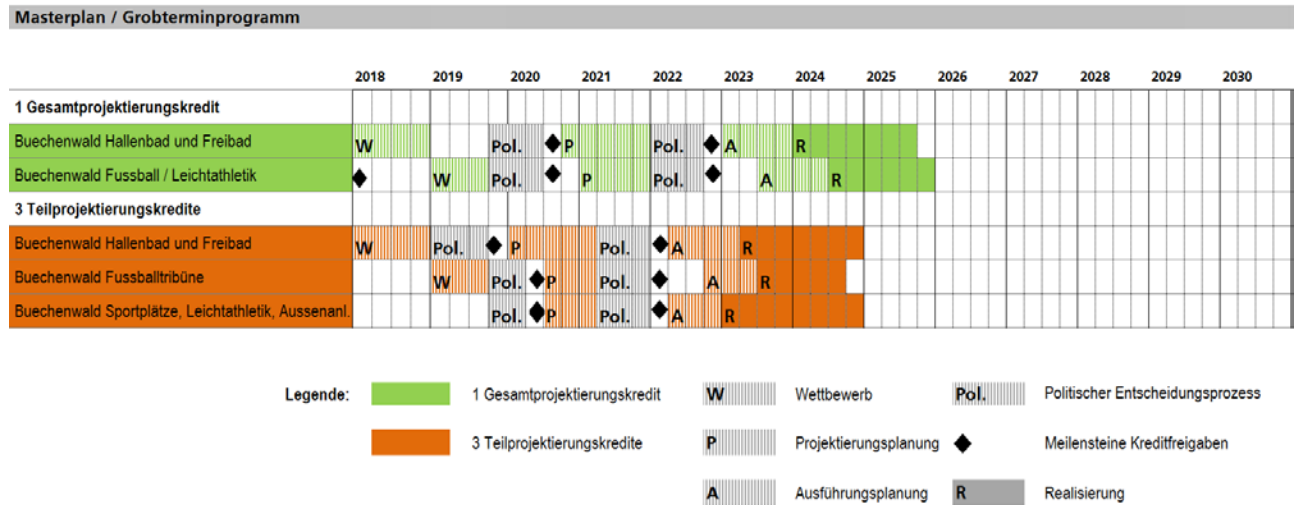 Masterplan / Grobterminprogramm
2018 2019 2020 2021 2022 2023 2024 2025 2026 2027 2028 2029 2030
1 Gesamtprojektierungskredit
Buechenwald Hallenbad und Freibad W Pol. P Pol. A R
Buechenwald Fussball / Leichtathletik W Pol. P Pol. A R
3 Teilprojektierungskredite
Buechenwald Hallenbad und Freibad W Pol. P Pol. A R
Buechenwald Fussballtribüne W Pol. P Pol. A R
Buechenwald Sportplätze, Leichtathletik, Aussenanl. Pol. P Pol. A R
Legende: 1 Gesamtprojektierungskredit W Wettbewerb Pol. Politischer Entscheidungsprozess
3 Teilprojektierungskredite P Projektierungsplanung Meilensteine Kreditfreigaben
A Ausführungsplanung R Realisierung